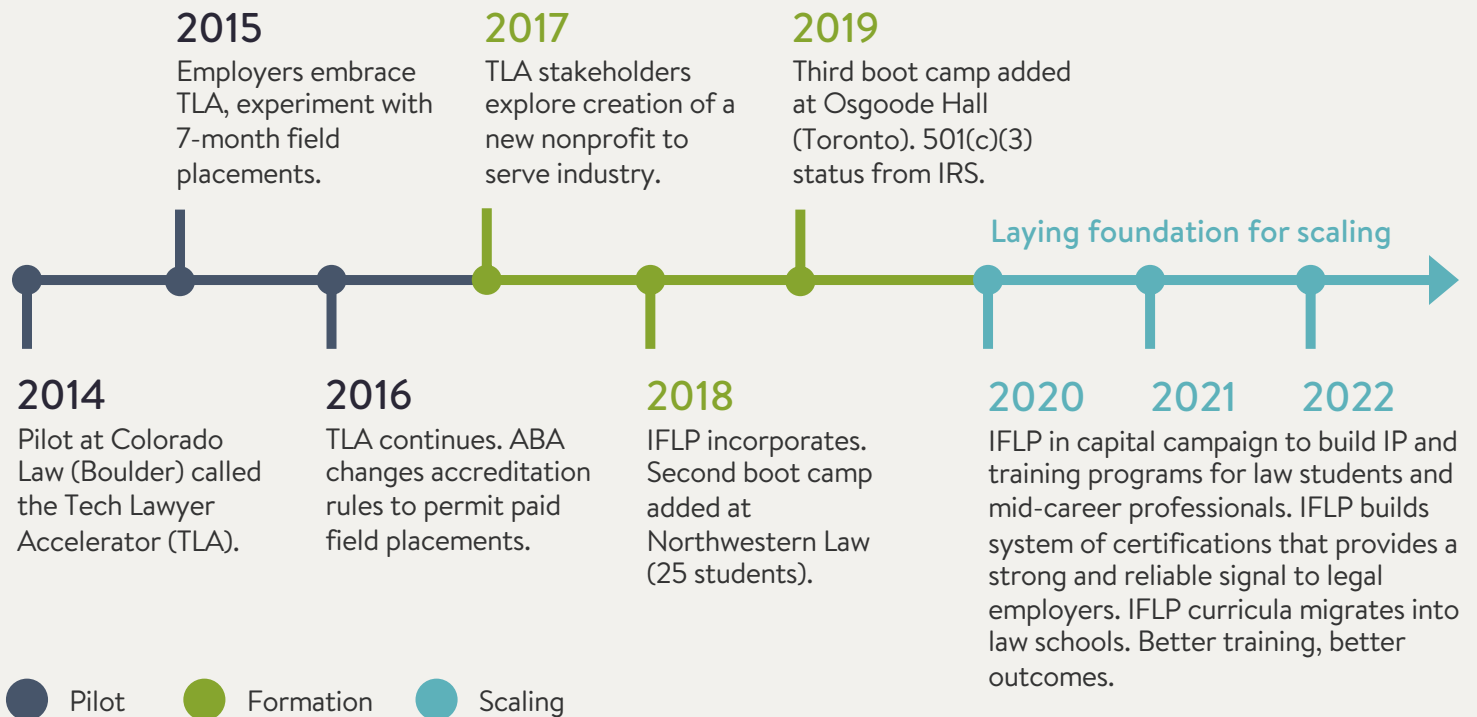 2015
Employers embrace
TLA, experiment with
7-month field
placements.
2017
TLA stakeholders
explore creation of a
new nonprofit to
serve industry.
2019
Third boot camp added
at Osgoode Hall
(Toronto). 501(c)(3)
status from IRS.
Laying foundation for scaling
2014
Pilot at Colorado
Law (Boulder) called
the Tech Lawyer
Accelerator (TLA).
2016
TLA continues. ABA
changes accreditation
rules to permit paid
field placements.
2018
IFLP incorporates.
Second boot camp
added at
Northwestern Law
(25 students).
2020 2021 2022
IFLP in capital campaign to build IP and
training programs for law students and
mid-career professionals. IFLP builds
system of certifications that provides a
strong and reliable signal to legal
employers. IFLP curricula migrates into
law schools. Better training, better
outcomes.
Pilot Formation Scaling